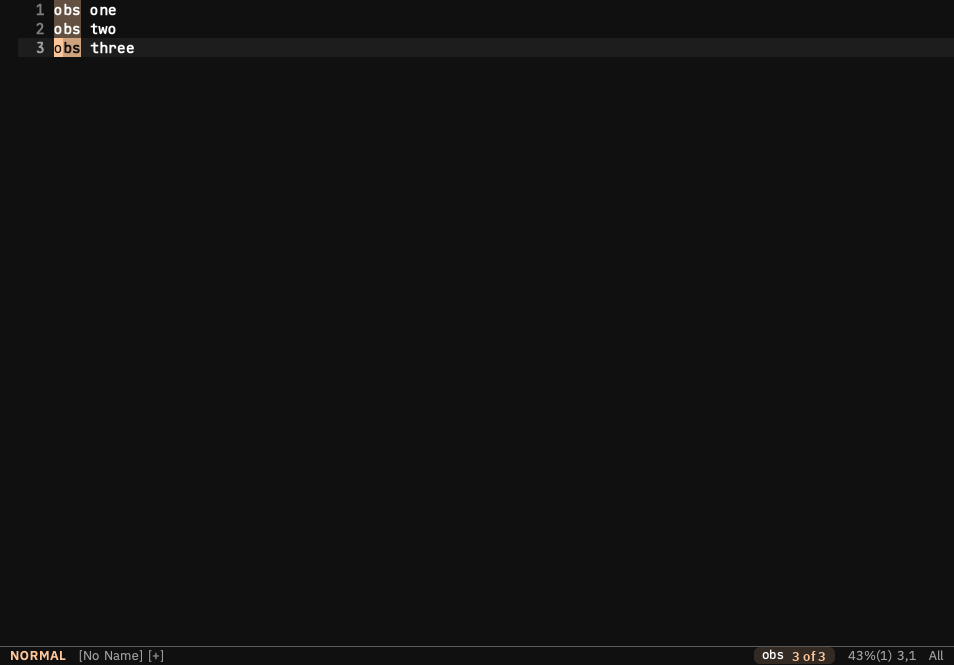 1 obs one
2 obs two
3 obs three
NORMAL [No Name] [+] obs 3 of 3 43%(1) 3,1 All